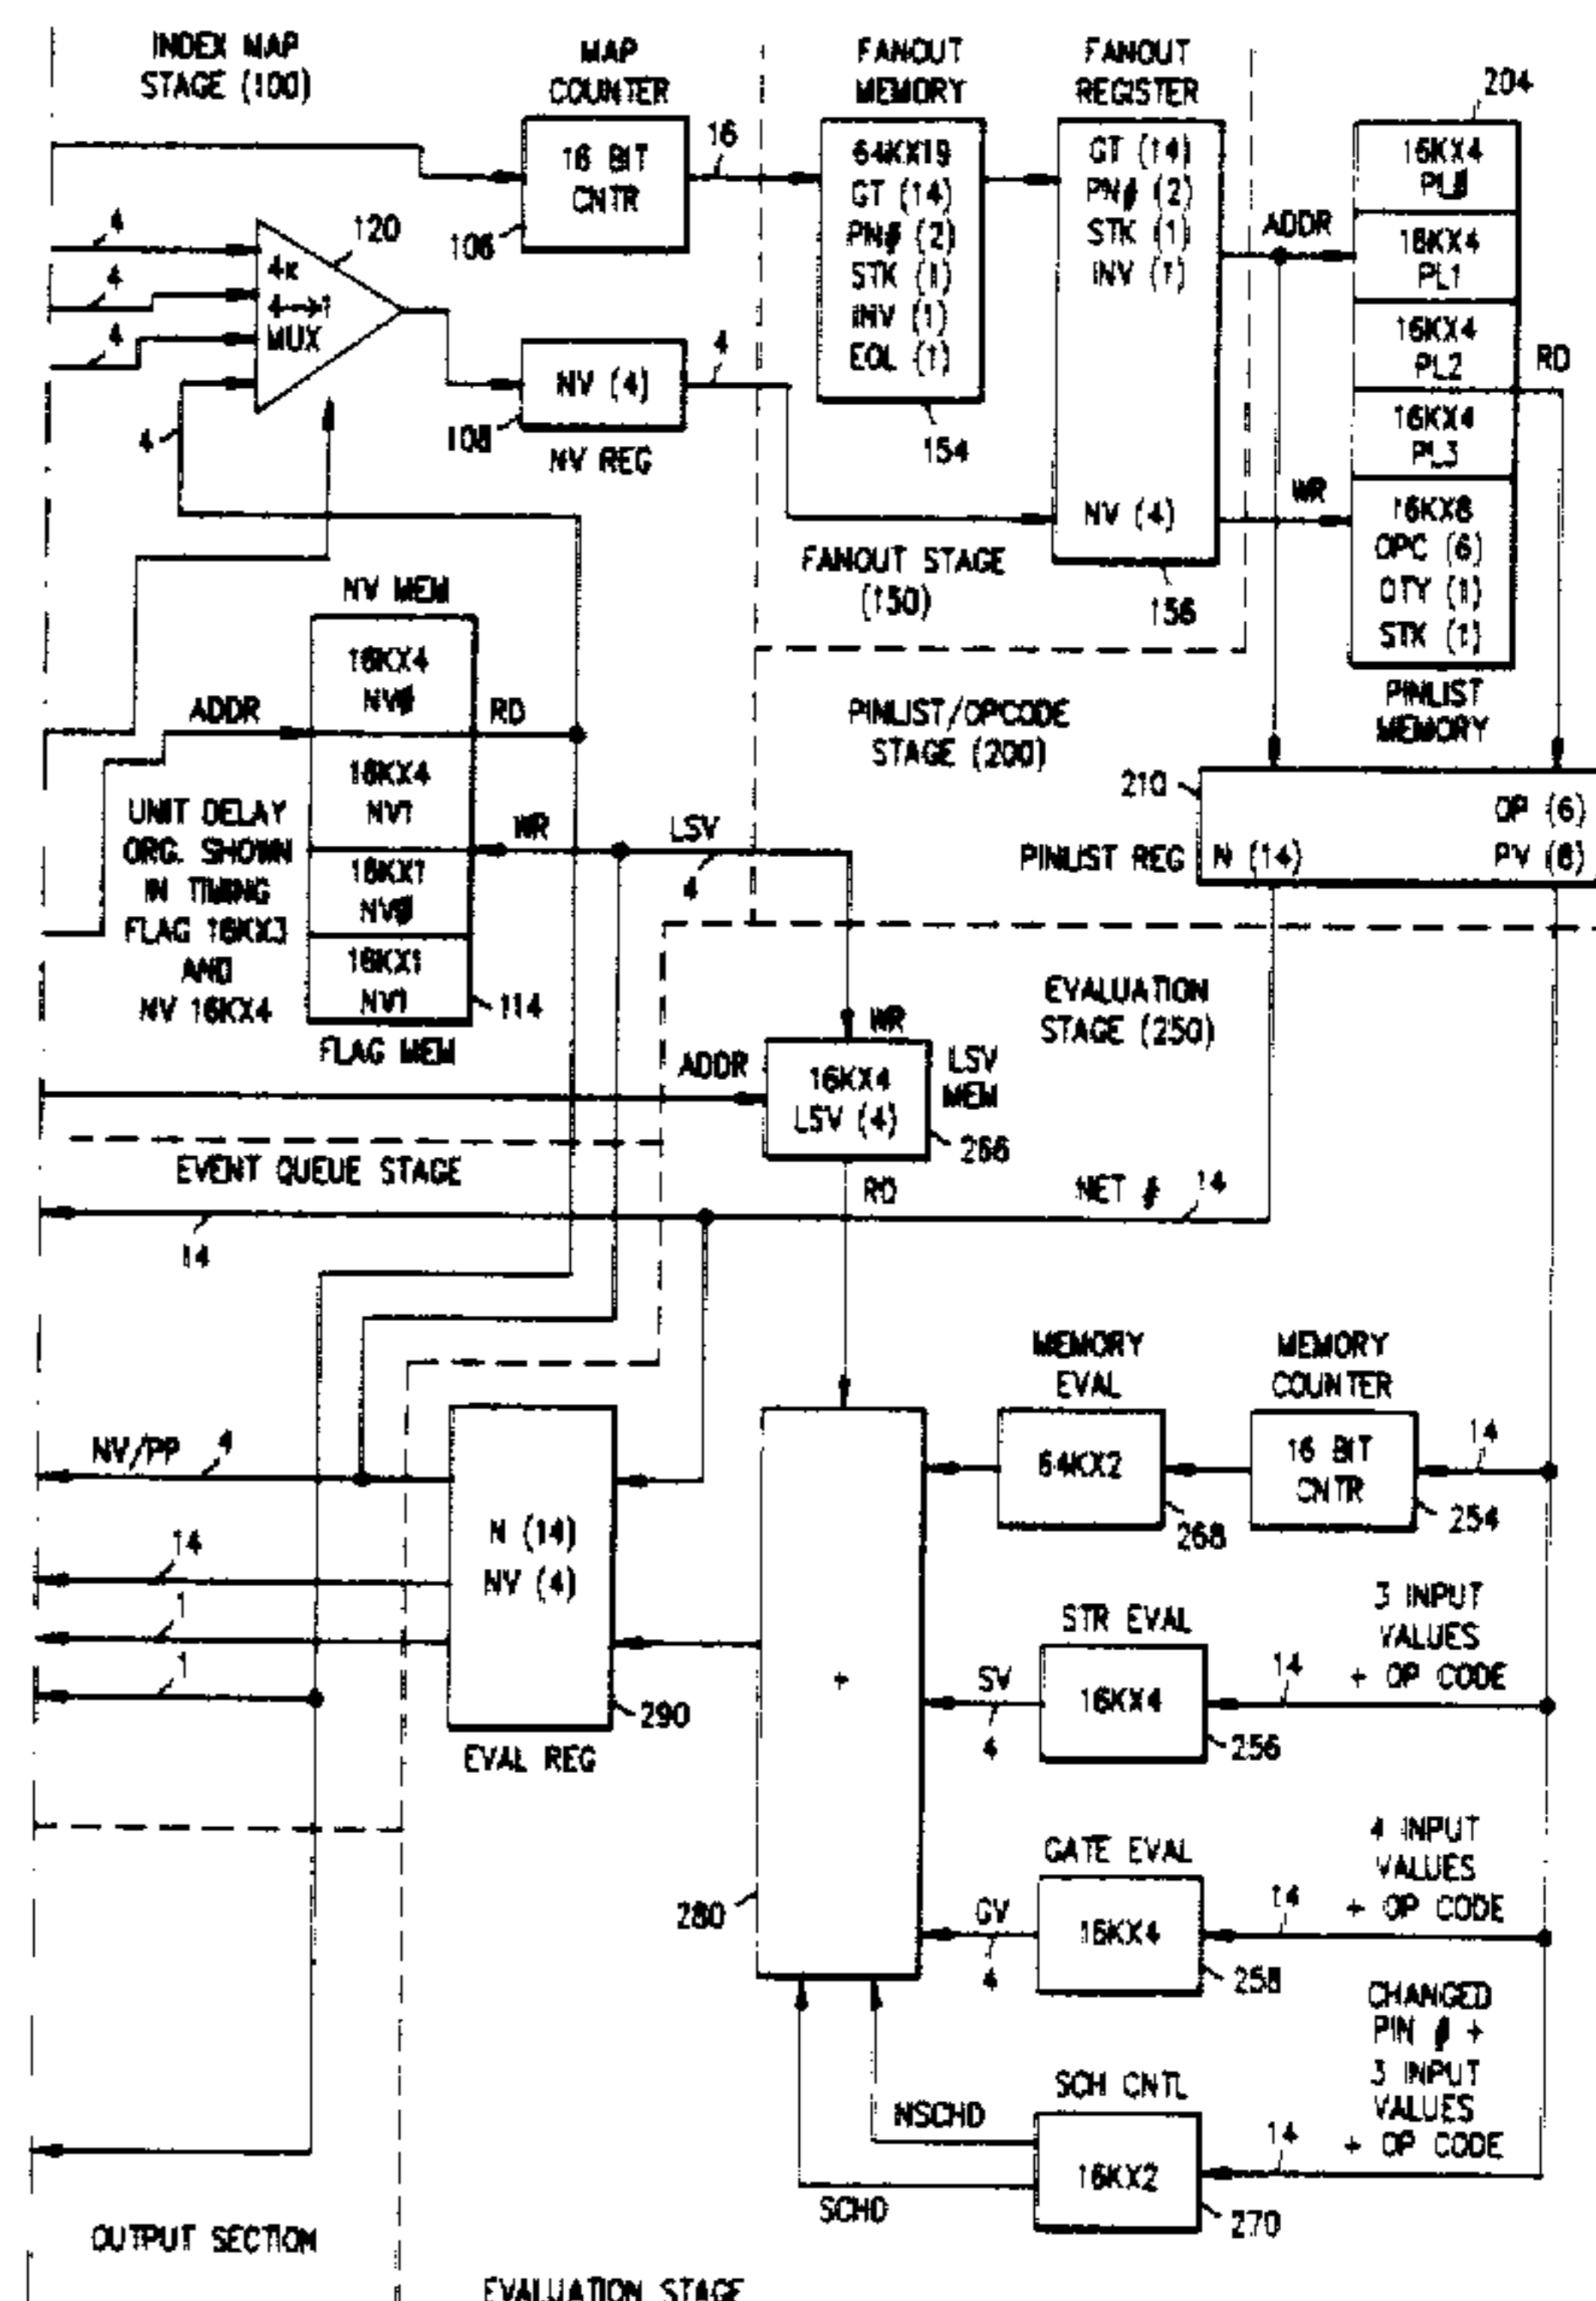 INDEX MAP
STAGE (100)
MAP
COUNTER
FANOUT
MEMORY
FANOUT
REGISTER
204
16 BIT
CNTR
106
16
64KX19
GT (14)
PN# (2)
STK (1)
INV (1)
EOL (1)
154
GT (14)
PN# (2)
STK (1)
INV (1)
NV (4)
156
ADDR
WR
16KX4
PL0
16KX4
PL1
16KX4
PL2
16KX4
PL3
16KX8
OPC (6)
QTY (1)
STK (1)
PINLIST
MEMORY
RD
4
4
4
4
120
4x
4→1
MUX
NV (4)
108
NV REG
4
FANOUT STAGE
(150)
NV MEM
16KX4
NV0
16KX4
NV1
16KX1
NV0
16KX1
NV1
114
FLAG MEM
ADDR
RD
WR
LSV
4
UNIT DELAY
ORG. SHOWN
IN TIMING
FLAG 16KX3
AND
NV 16KX4
PINLIST/OPCODE
STAGE (200)
210
PINLIST REG
N (14)
OP (6)
PV (8)
EVALUATION
STAGE (250)
WR
ADDR
16KX4
LSV (4)
LSV
MEM
266
RD
EVENT QUEUE STAGE
14
NET #
14
MEMORY
EVAL
MEMORY
COUNTER
64KX2
268
16 BIT
CNTR
254
14
NV/PP
4
14
1
1
N (14)
NV (4)
290
EVAL REG
+
280
STR EVAL
16KX4
256
SV
4
14
3 INPUT
VALUES
+ OP CODE
GATE EVAL
16KX4
258
GV
4
14
4 INPUT
VALUES
+ OP CODE
SCH CNTL
16KX2
270
NSCHD
SCHD
14
CHANGED
PIN # +
3 INPUT
VALUES
+ OP CODE
OUTPUT SECTION
EVALUATION STAGE